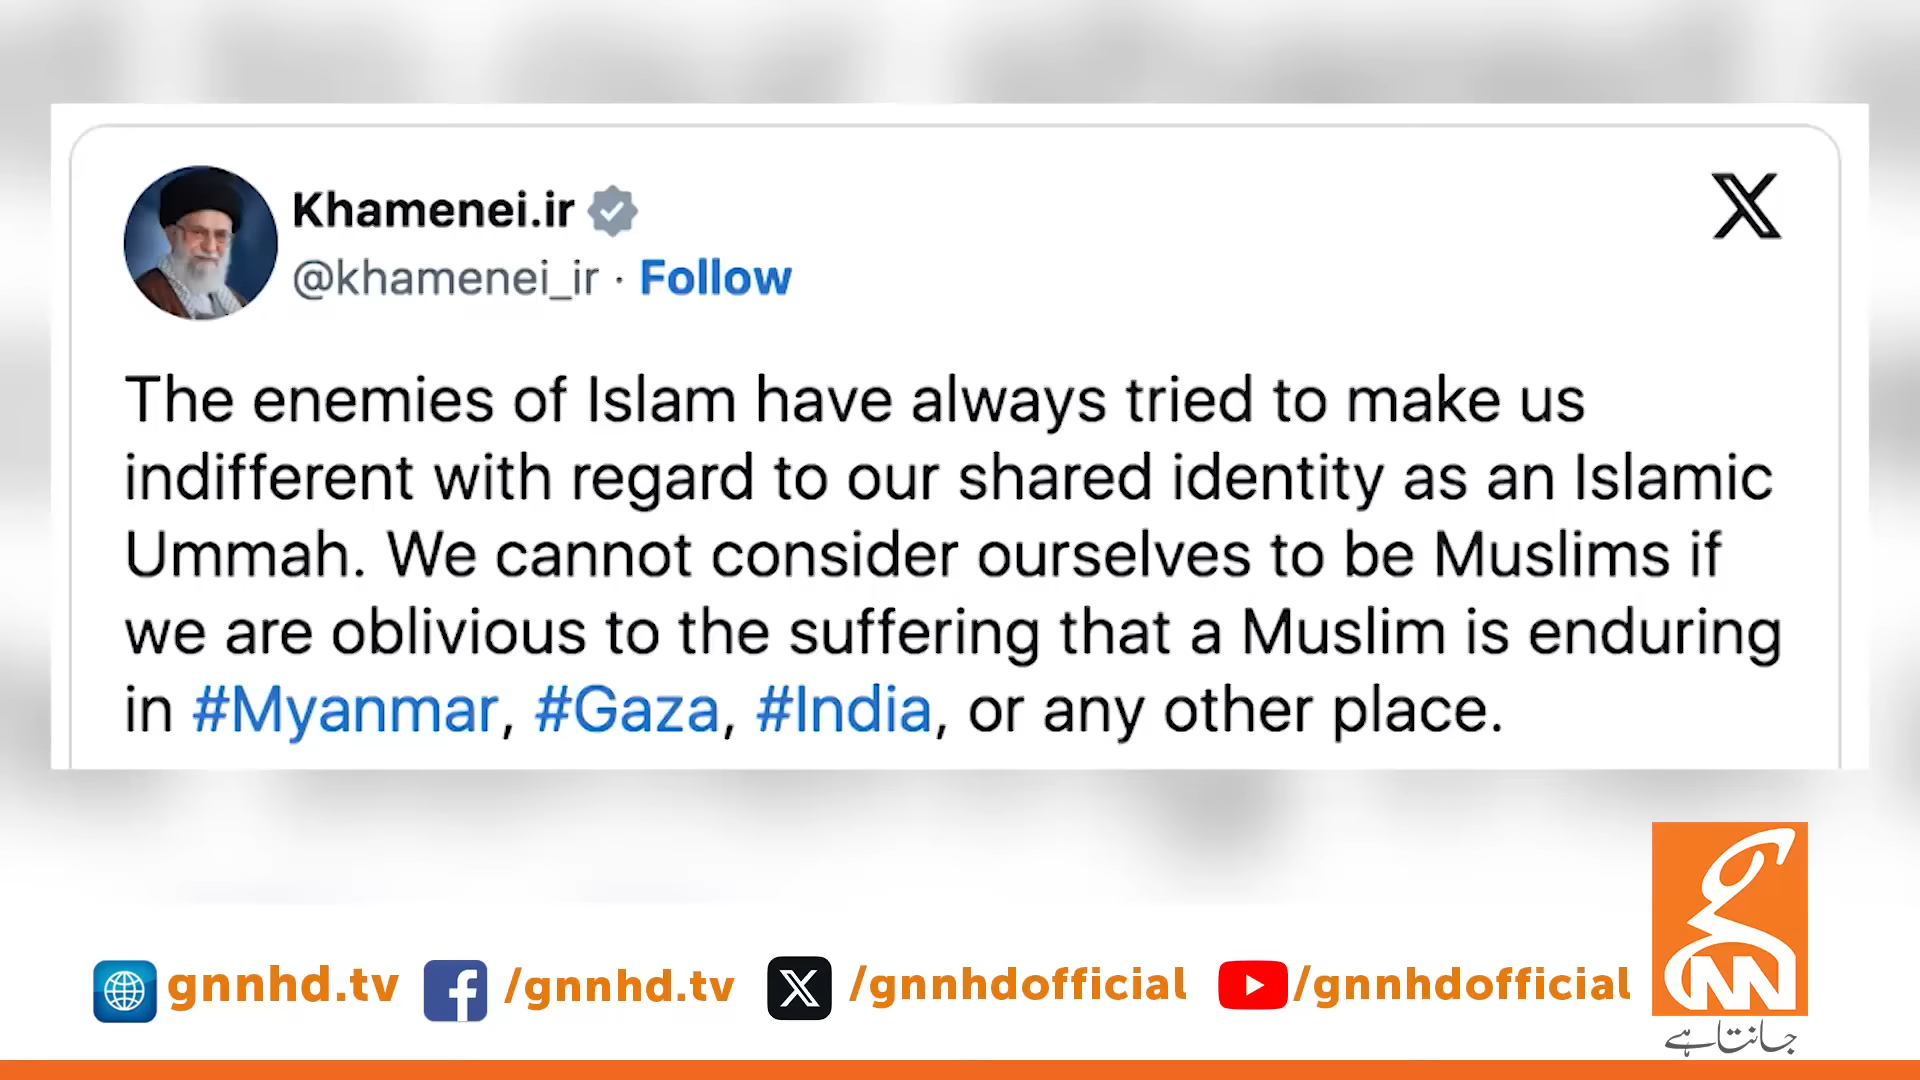 Khamenei.ir
@khamenei_ir · Follow
X
The enemies of Islam have always tried to make us
indifferent with regard to our shared identity as an Islamic
Ummah. We cannot consider ourselves to be Muslims if
we are oblivious to the suffering that a Muslim is enduring
in #Myanmar, #Gaza, #India, or any other place.
gnnhd.tv /gnnhd.tv /gnnhdofficial /gnnhdofficial
GNN
جانتا ہے